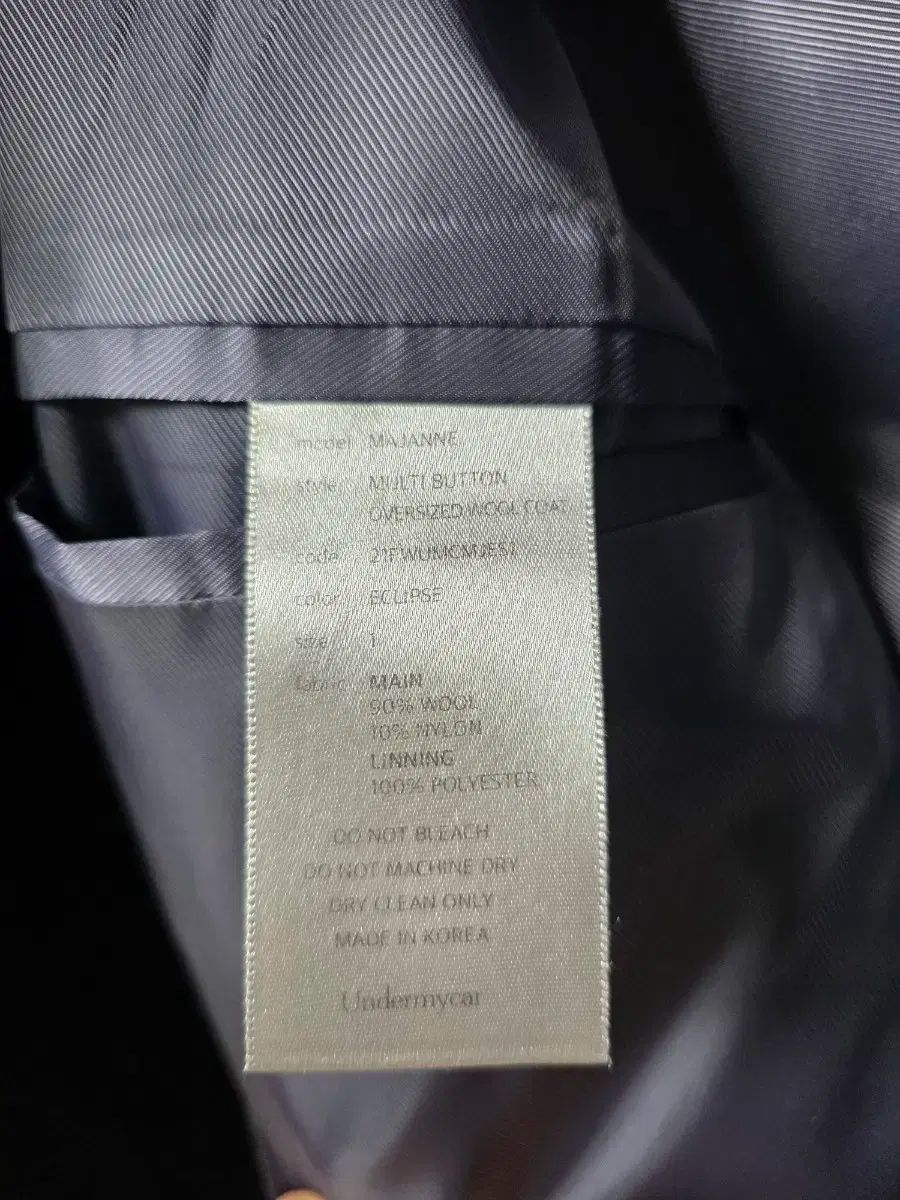 model MAJANNE
style MULTI BUTTON
OVERSIZED WOOL COAT
code
color ECLIPSE
size 1
fabric MAIN
90% WOOL
10% NYLON
LINNING
100% POLYESTER
DO NOT BLEACH
DO NOT MACHINE DRY
DRY CLEAN ONLY
MADE IN KOREA
Undermycar